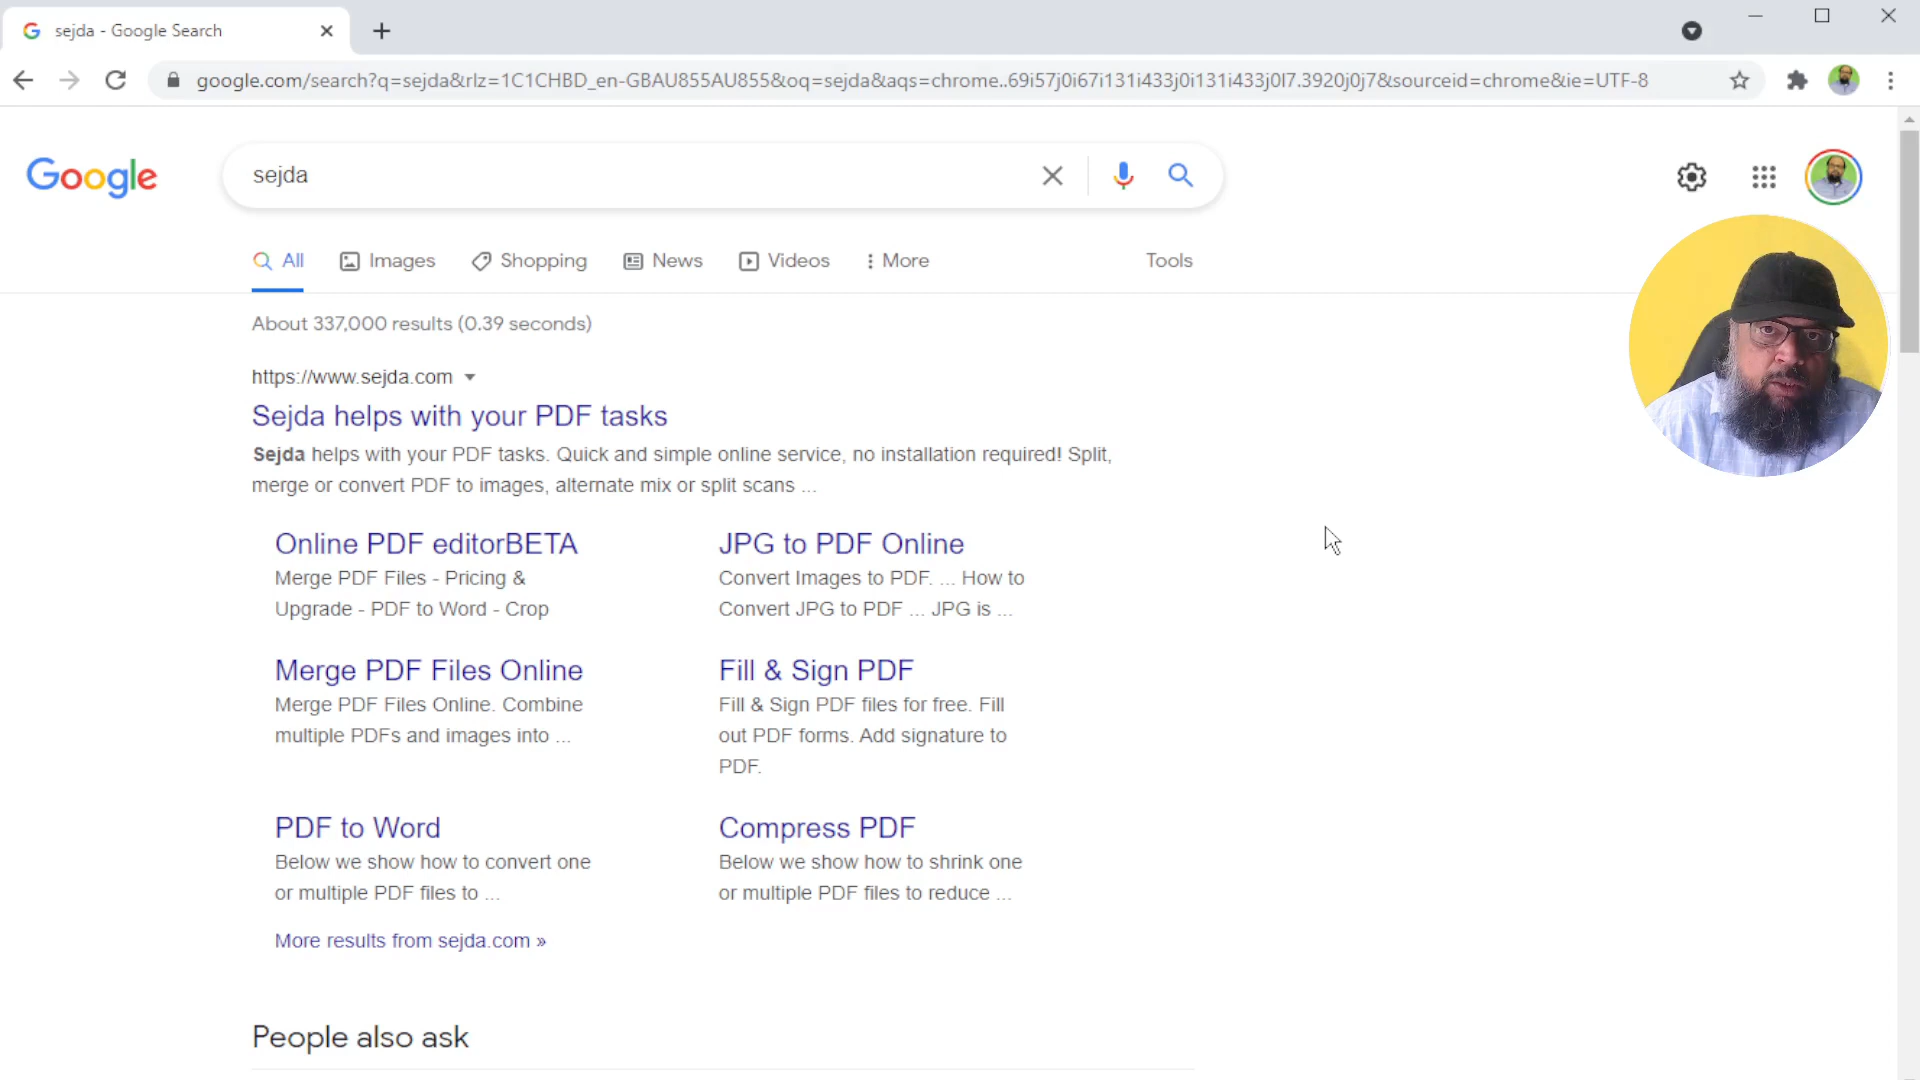 sejda - Google Search
google.com/search?q=sejda&rlz=1C1CHBD_en-GBAU855AU855&oq=sejda&aqs=chrome..69i57j0i67i131i433j0i131i433j0l7.3920j0j7&sourceid=chrome&ie=UTF-8
Google
sejda
All Images Shopping News Videos More Tools
About 337,000 results (0.39 seconds)
https://www.sejda.com
Sejda helps with your PDF tasks
Sejda helps with your PDF tasks. Quick and simple online service, no installation required! Split,
merge or convert PDF to images, alternate mix or split scans ...
Online PDF editorBETA
Merge PDF Files - Pricing &
Upgrade - PDF to Word - Crop
JPG to PDF Online
Convert Images to PDF. ... How to
Convert JPG to PDF ... JPG is ...
Merge PDF Files Online
Merge PDF Files Online. Combine
multiple PDFs and images into ...
Fill & Sign PDF
Fill & Sign PDF files for free. Fill
out PDF forms. Add signature to
PDF.
PDF to Word
Below we show how to convert one
or multiple PDF files to ...
Compress PDF
Below we show how to shrink one
or multiple PDF files to reduce ...
More results from sejda.com »
People also ask